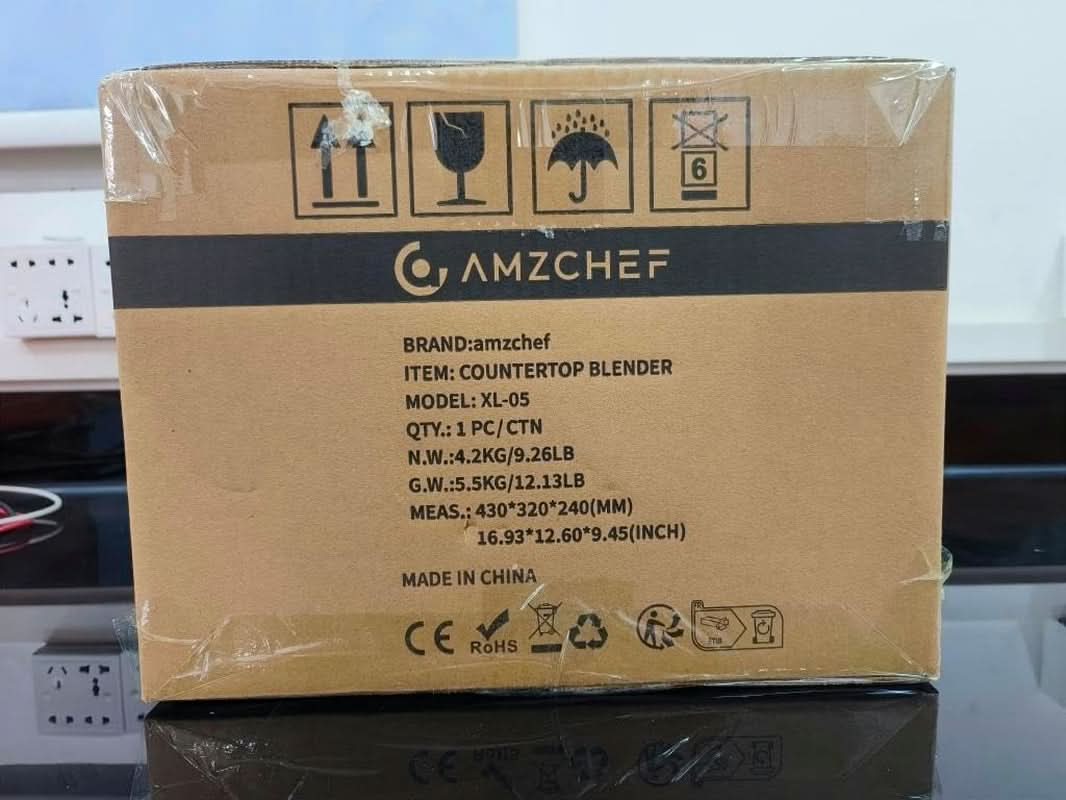 6
AMZCHEF
BRAND:amzchef
ITEM: COUNTERTOP BLENDER
MODEL: XL-05
QTY.: 1 PC/CTN
N.W.:4.2KG/9.26LB
G.W.:5.5KG/12.13LB
MEAS.: 430*320*240(MM)
16.93*12.60*9.45(INCH)
MADE IN CHINA
CE RoHS